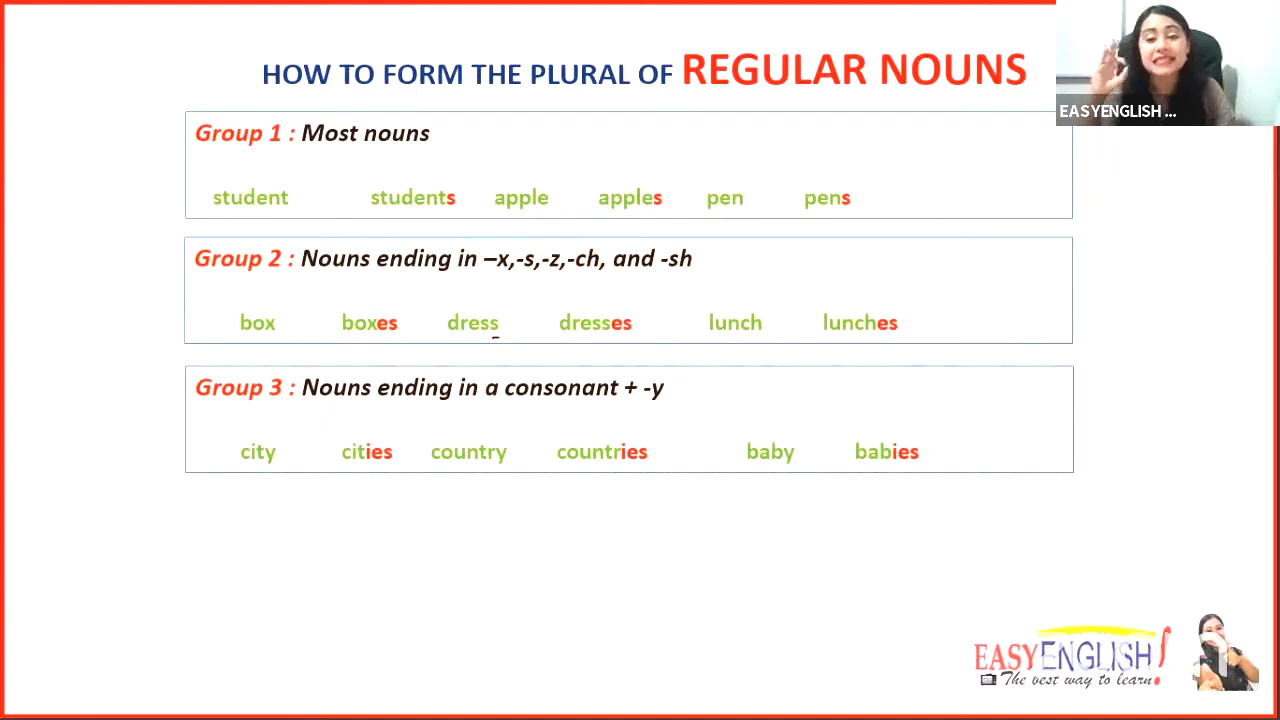 HOW TO FORM THE PLURAL OF REGULAR NOUNS
EASYENGLISH ...
Group 1 : Most nouns
student students apple apples pen pens
Group 2 : Nouns ending in –x,-s,-z,-ch, and -sh
box boxes dress dresses lunch lunches
Group 3 : Nouns ending in a consonant + -y
city cities country countries baby babies
EASYENGLISH!
The best way to learn!